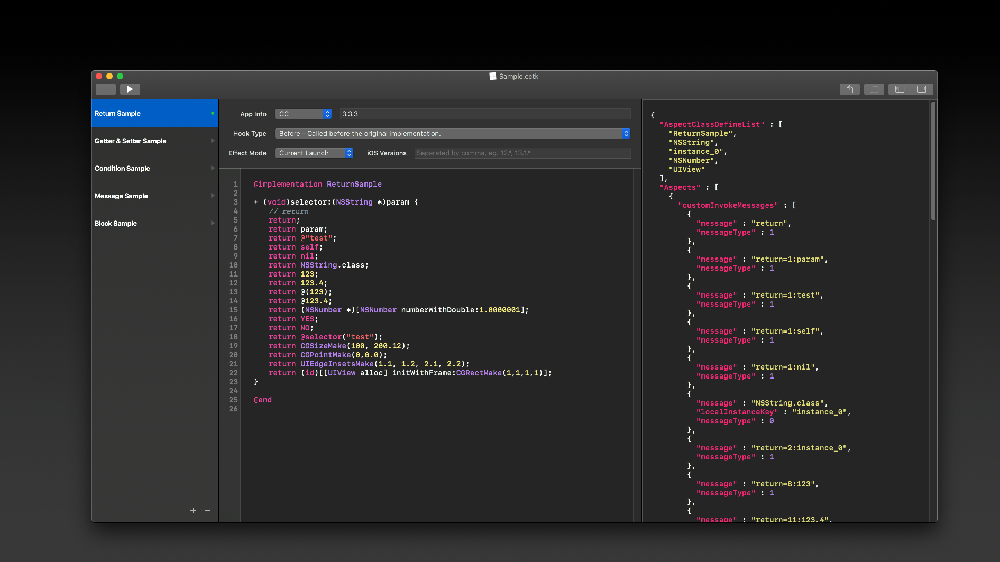 Sample.cctk
Return Sample
Getter & Setter Sample
Condition Sample
Message Sample
Block Sample
App Info CC 3.3.3
Hook Type Before - Called before the original implementation.
Effect Mode Current Launch iOS Versions Separated by comma, eg. 12.*, 13.1.*
1 @implementation ReturnSample
2
3 + (void)selector:(NSString *)param {
4 // return
5 return;
6 return param;
7 return @"test";
8 return self;
9 return nil;
10 return NSString.class;
11 return 123;
12 return 123.4;
13 return @(123);
14 return @123.4;
15 return (NSNumber *)[NSNumber numberWithDouble:1.0000001];
16 return YES;
17 return NO;
18 return @selector("test");
19 return CGSizeMake(100, 200.12);
20 return CGPointMake(0,0.0);
21 return UIEdgeInsetsMake(1.1, 1.2, 2.1, 2.2);
22 return (id)[[UIView alloc] initWithFrame:CGRectMake(1,1,1,1)];
23 }
24
25 @end
26
{
"AspectClassDefineList" : [
"ReturnSample",
"NSString",
"instance_0",
"NSNumber",
"UIView"
],
"Aspects" : [
{
"customInvokeMessages" : [
{
"message" : "return",
"messageType" : 1
},
{
"message" : "return=1:param",
"messageType" : 1
},
{
"message" : "return=1:test",
"messageType" : 1
},
{
"message" : "return=1:self",
"messageType" : 1
},
{
"message" : "return=1:nil",
"messageType" : 1
},
{
"message" : "NSString.class",
"localInstanceKey" : "instance_0",
"messageType" : 0
},
{
"message" : "return=2:instance_0",
"messageType" : 1
},
{
"message" : "return=8:123",
"messageType" : 1
},
{
"message" : "return=11:123.4",